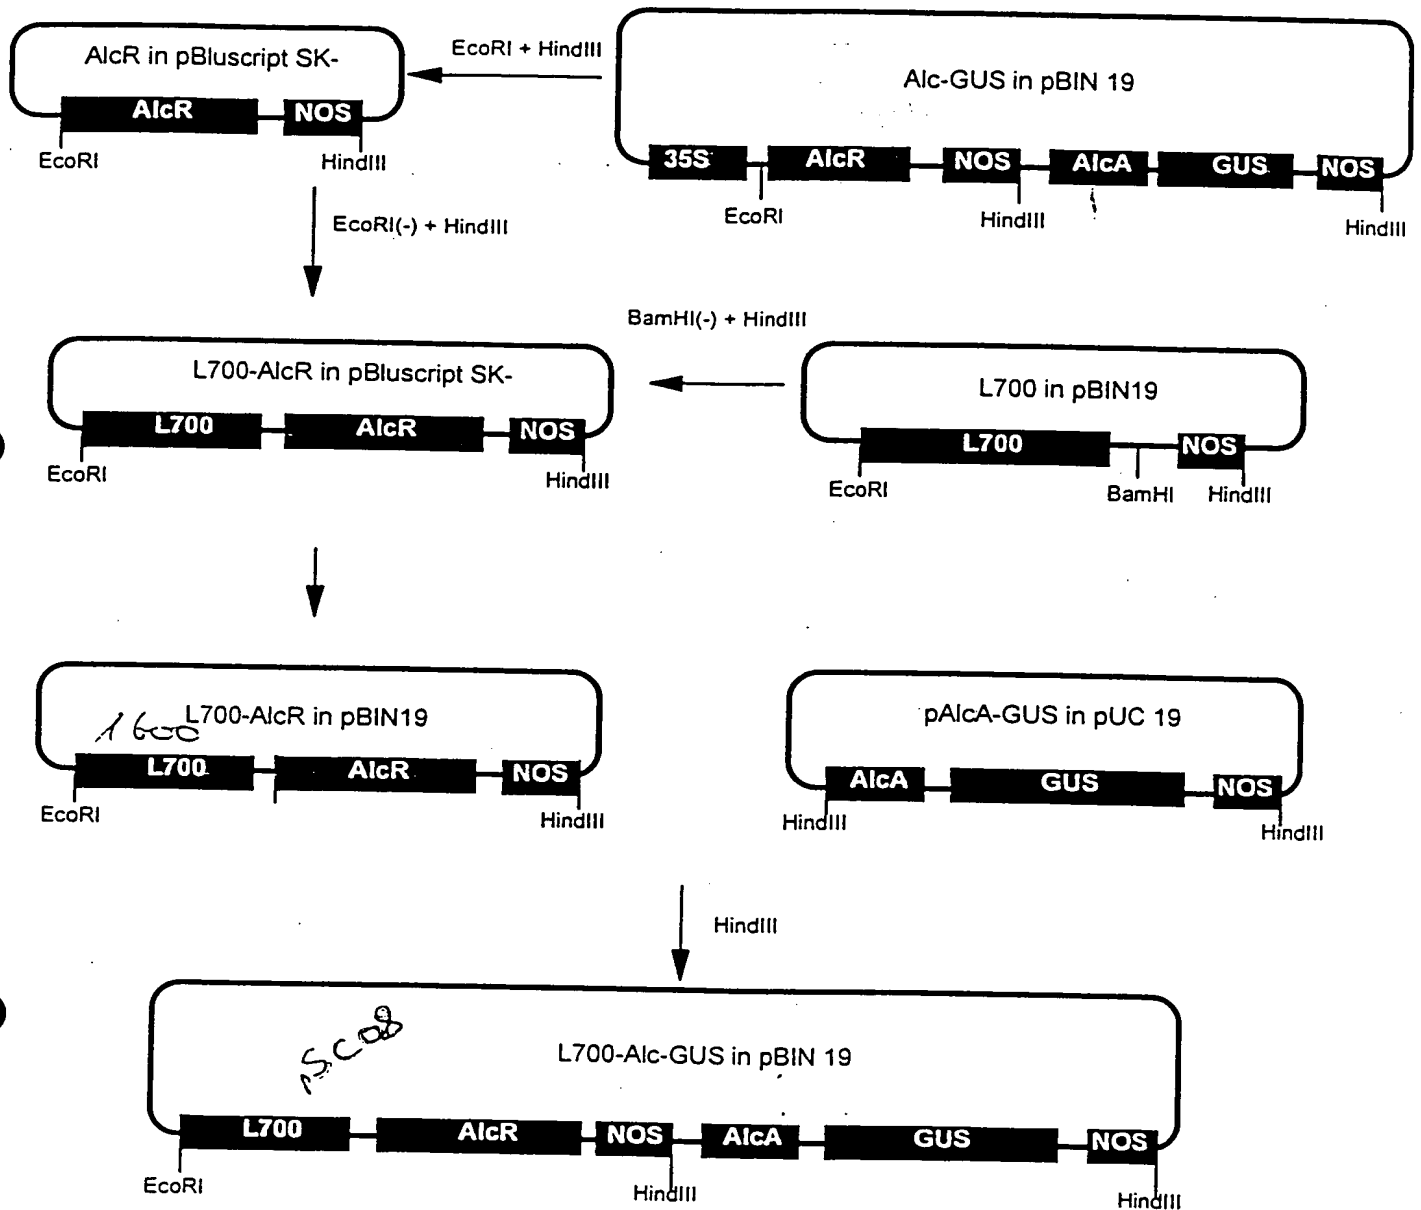 AlcR in pBluscript SK-
AlcR
NOS
EcoRI
HindIII
EcoRI + HindIII
Alc-GUS in pBIN 19
35S
AlcR
NOS
AlcA
GUS
NOS
EcoRI
HindIII
HindIII
EcoRI(-) + HindIII
BamHI(-) + HindIII
L700-AlcR in pBluscript SK-
L700
AlcR
NOS
EcoRI
HindIII
L700 in pBIN19
L700
NOS
EcoRI
BamHI
HindIII
L700-AlcR in pBIN19
L700
AlcR
NOS
EcoRI
HindIII
pAlcA-GUS in pUC 19
AlcA
GUS
NOS
HindIII
HindIII
HindIII
L700-Alc-GUS in pBIN 19
L700
AlcR
NOS
AlcA
GUS
NOS
EcoRI
HindIII
HindIII